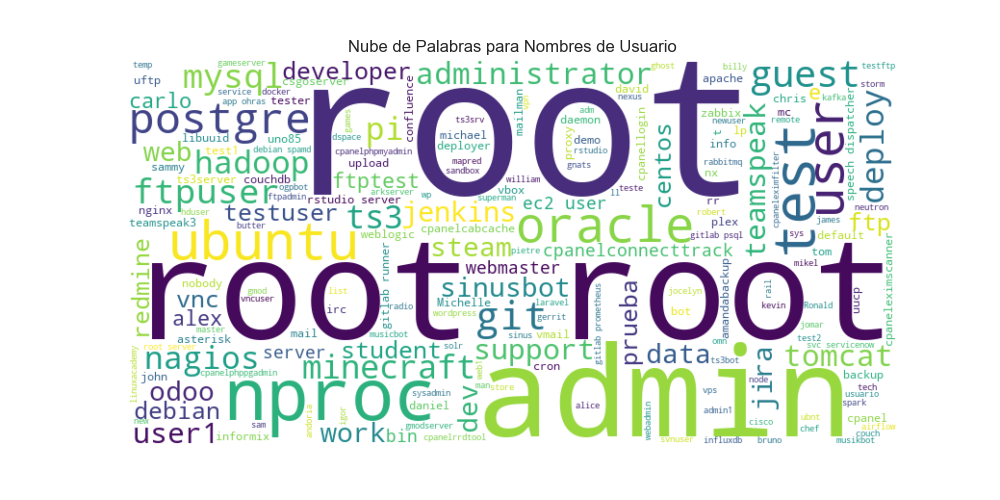 Nube de Palabras para Nombres de Usuario
temp
gameserver
ghost
billy
testftp
uftp
mysql
csgoserver
developer
root
administrator
david
apache
guest
e
storm
service
docker
carlo
app ohras
tester
games
confluence
mailman
vpn
nexus
zabbix
chris
kafka
mc
postgre
libuuid
uno85
pi
ts3srv
michael
deployer
adm
daemon
proxy
demo
cpanellogin
lp
newuser
remote
t
info
test
user
deploy
speech dispatcher
web
test1
debian spamd
dspace
cpanelphpmyadmin
mapred
sandbox
rstudio
gnats
centos
rabbitmq
teamspeak
cpaneleximfilter
sammy
hadoop
upload
ftptest
william
teste
ll
nx
neutron
ts3server
couchdb
ogpbot
ftpadmin
arkserver
wp
superman
vbox
rr
hduser
ftpuser
rstudio server
ts3
jenkins
ec2 user
robert
james
nginx
testuser
oracle
plex
default
ftp
teamspeak3
butter
weblogic
cpanelcabcache
gitlab psql
sys
tom
ubuntu
steam
pietre
cpanelconnecttrack
mikel
redmine
root root
webmaster
sinusbot
nobody
gmod
list
gitlab runner
radio
Michelle
laravel
jocelyn
rail
Ronald
uucp
cpaneleximscanner
vnc
vncuser
irc
wordpress
git
gerrit
bot
amandabackup
kevin
alex
master
musicbot
sinus
vmail
gitlab prometheus
prueba
jomar
asterisk
mail
root-server
server
student
solr
support
cron
data
omn
ts3bot
test2
svc servicenow
tomcat
linuxacademy
nagios
minecraft
web1
john
cpanelphppgadmin
man
store
node
jira
backup
odoo
nproc
sysadmin
dev
admin
vps
tech
usuario
debian
new
andoria
igor
daniel
alice
admin1
spark
cpanel
user1
sam
gmodserver
webadmin
cisco
ubnt
chef
airflow
informix
work
bin
cpanelrrdtool
svnuser
influxdb
bruno
couch
musikbot